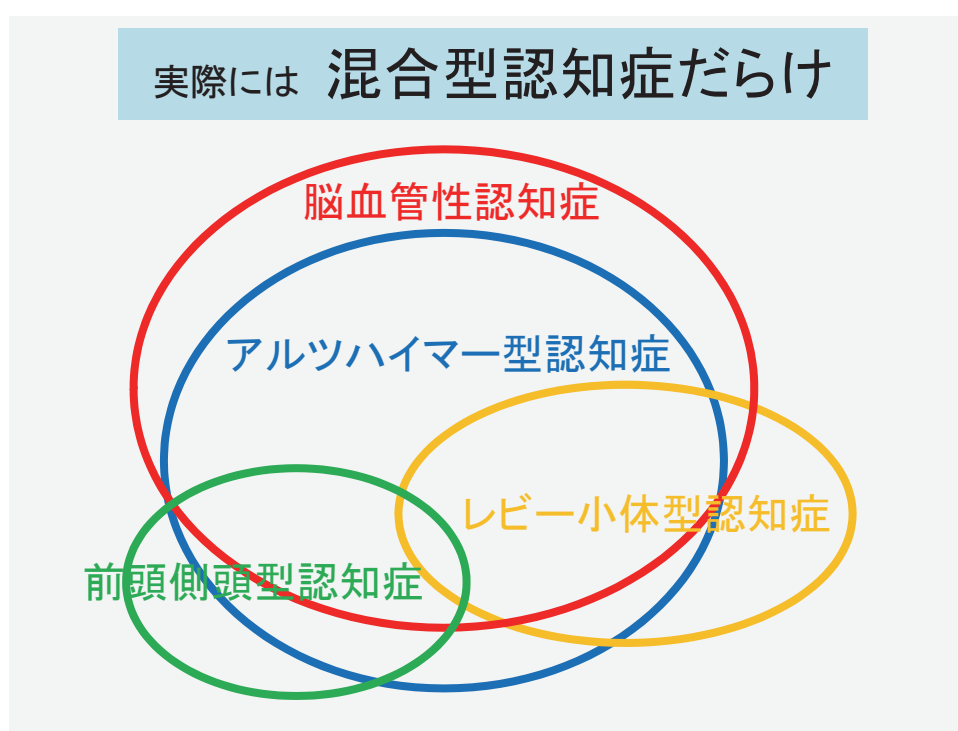 実際には 混合型認知症だらけ
脳血管性認知症
アルツハイマー型認知症
レビー小体型認知症
前頭側頭型認知症